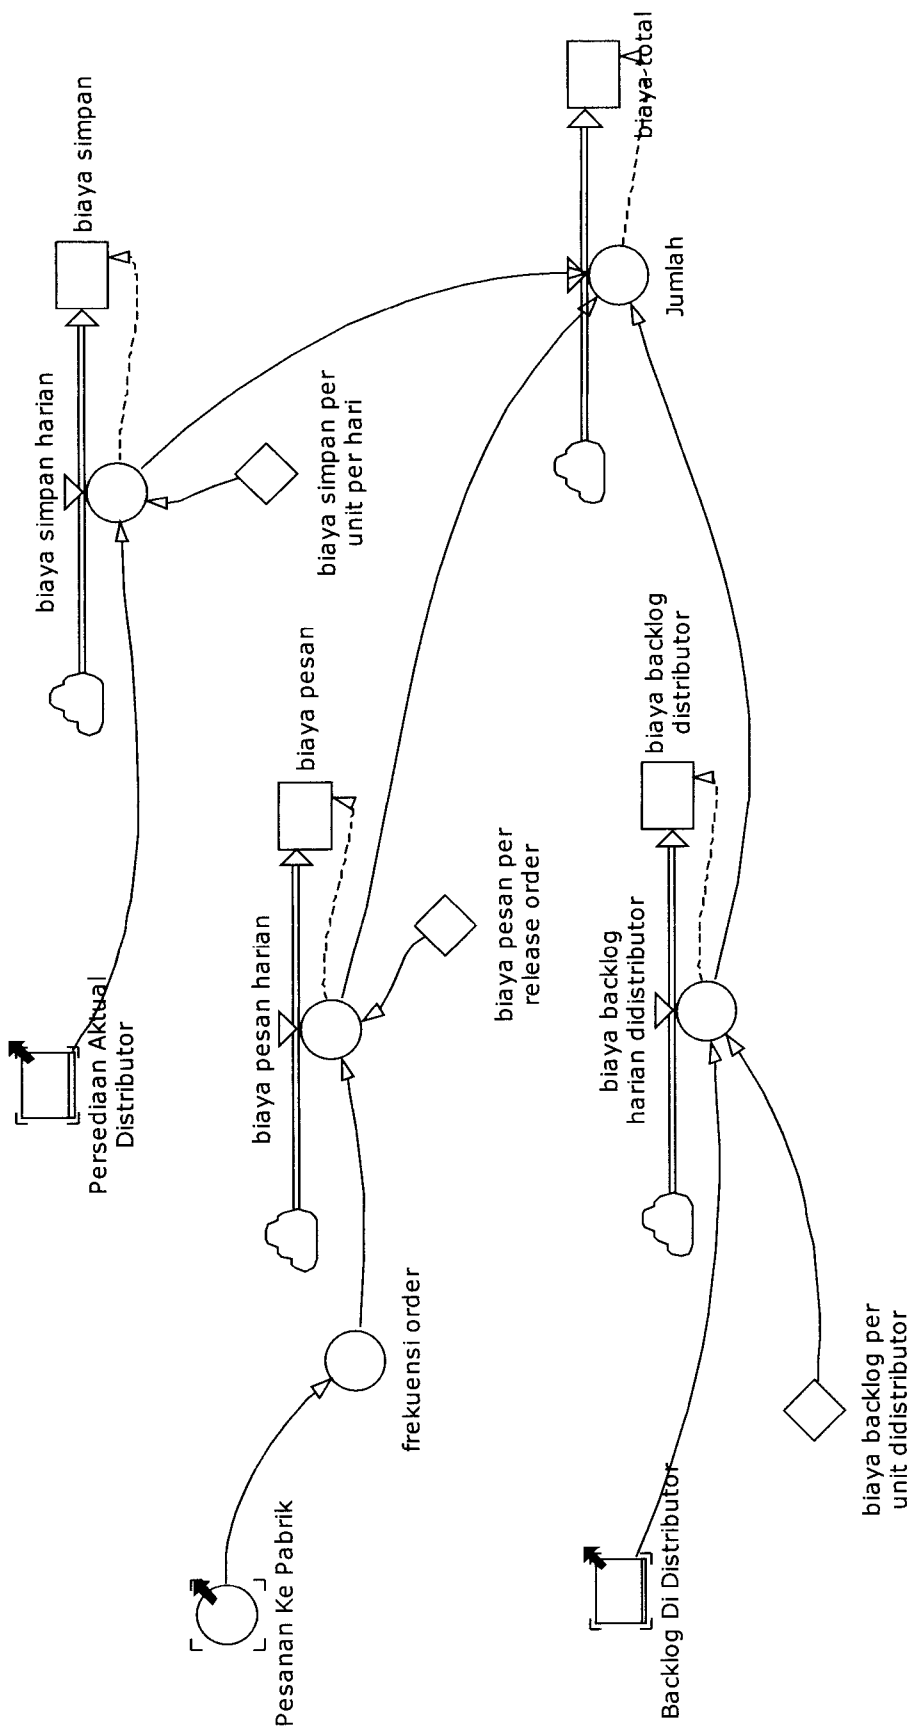 Persediaan Aktual
Distributor
biaya simpan harian
biaya simpan
biaya simpan per
unit per hari
Pesanan Ke Pabrik
frekuensi order
biaya pesan harian
biaya pesan
biaya pesan per
release order
Backlog Di Distributor
biaya backlog
harian didistributor
biaya backlog
distributor
biaya backlog per
unit didistributor
Jumlah
biaya total